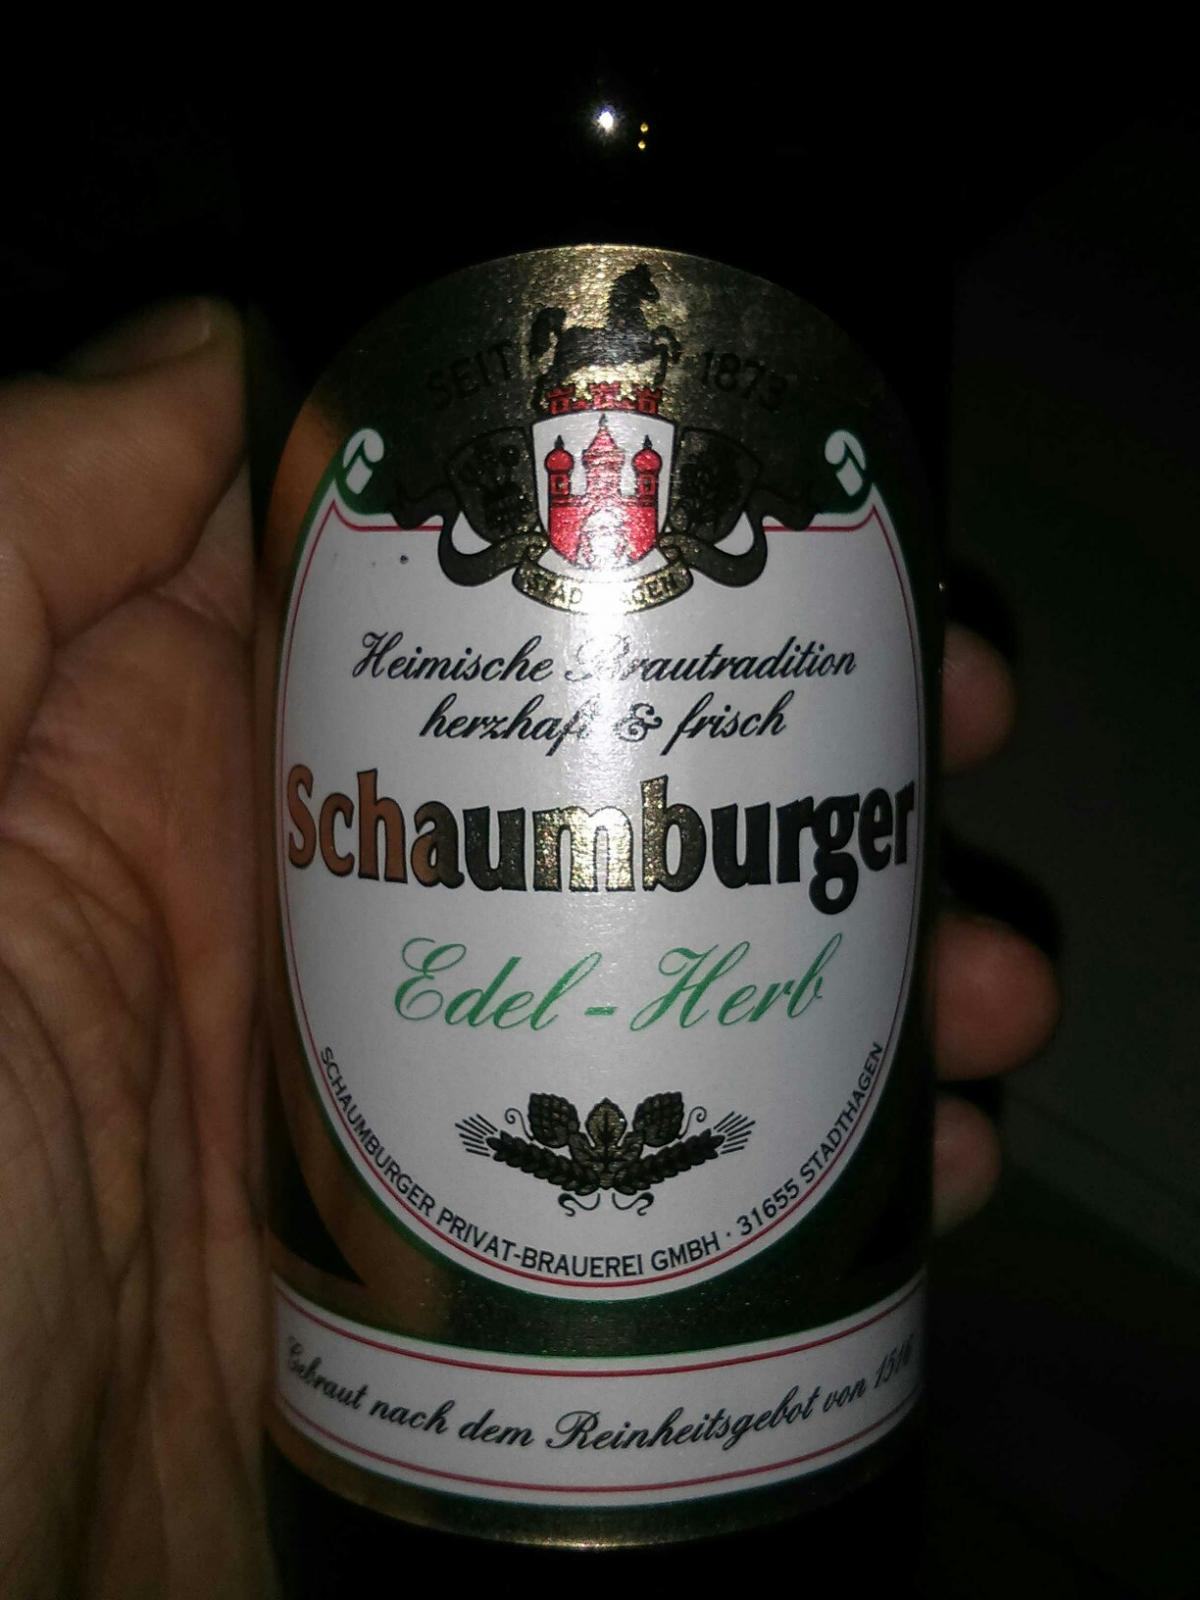 SEIT 1873
STADTHAGEN
Heimische Brautradition
herzhaft & frisch
Schaumburger
Edel - Herb
SCHAUMBURGER PRIVAT-BRAUEREI GMBH · 31655 STADTHAGEN
Gebraut nach dem Reinheitsgebot von 1516